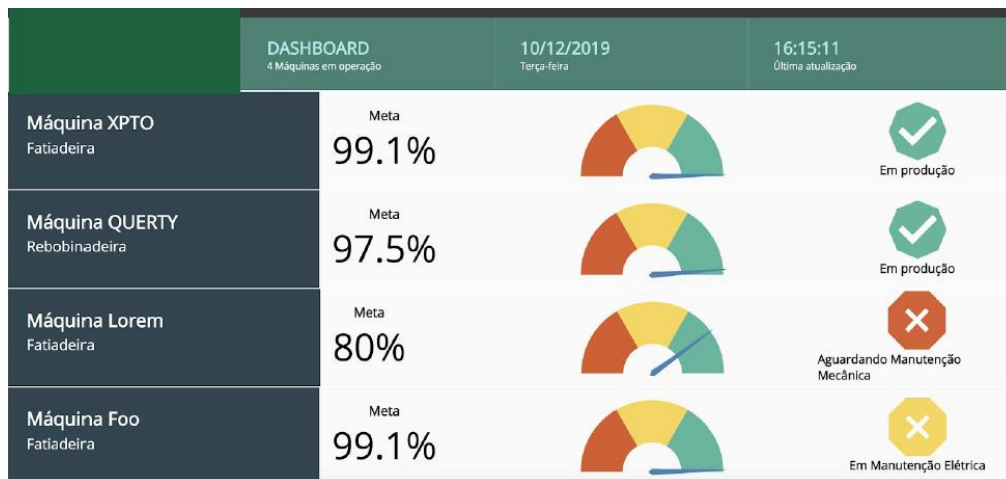 DASHBOARD
4 Máquinas em operação
10/12/2019
Terça-feira
16:15:11
Última atualização
Máquina XPTO
Fatiadeira
Meta
99.1%
Em produção
Máquina QUERTY
Rebobinadeira
Meta
97.5%
Em produção
Máquina Lorem
Fatiadeira
Meta
80%
Aguardando Manutenção
Mecânica
Máquina Foo
Fatiadeira
Meta
99.1%
Em Manutenção Elétrica